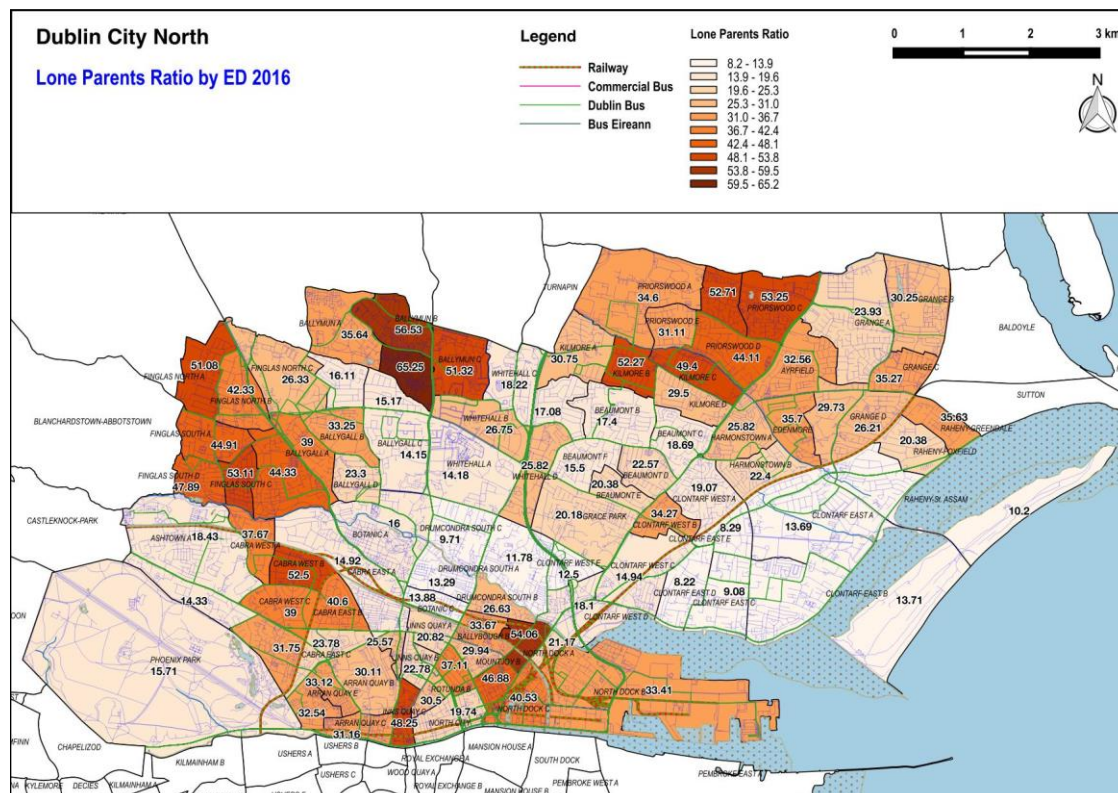 Dublin City North
Lone Parents Ratio by ED 2016
Legend
Railway
Commercial Bus
Dublin Bus
Bus Eireann
Lone Parents Ratio
8.2 - 13.9
13.9 - 19.6
19.6 - 25.3
25.3 - 31.0
31.0 - 36.7
36.7 - 42.4
42.4 - 48.1
48.1 - 53.8
53.8 - 59.5
59.5 - 65.2
0 1 2 3 km
N
TURNAPIN
PRIORSWOOD A
34.6
52.71
53.25
PRIORSWOOD C
30.25
GRANGE B
23.93
GRANGE A
BALDOYLE
BALLYMUN A
35.64
BALLYMUN B
56.53
PRIORSWOOD E
31.11
PRIORSWOOD D
44.11
KILMORE A
30.75
52.27
KILMORE B
49.4
KILMORE C
32.56
AYRFIELD
GRANGE C
35.27
51.08
FINGLAS NORTH A
FINGLAS NORTH C
26.33
16.11
65.25
BALLYMUN C
51.32
WHITEHALL C
18.22
42.33
FINGLAS NORTH B
15.17
29.5
KILMORE D
SUTTON
BLANCHARDSTOWN-ABBOTSTOWN
FINGLAS SOUTH A
44.91
39
BALLYGALL A
33.25
BALLYGALL B
BALLYGALL C
14.15
WHITEHALL B
26.75
17.08
BEAUMONT B
17.4
BEAUMONT C
18.69
25.82
HARMONSTOWN A
35.7
EDENMORE
29.73
GRANGE D
26.21
35.63
RAHENY-GREENDALE
20.38
RAHENY-FOXFIELD
FINGLAS SOUTH D
47.89
53.11
FINGLAS SOUTH C
44.33
23.3
BALLYGALL D
WHITEHALL A
14.18
25.82
WHITEHALL D
BEAUMONT F
15.5
22.57
BEAUMONT D
20.38
BEAUMONT E
HARMONSTOWN B
22.4
19.07
CLONTARF WEST A
RAHENY-St. ASSAM
CASTLEKNOCK-PARK
ASHTOWN A
18.43
37.67
CABRA WEST A
16
BOTANIC A
DRUMCONDRA SOUTH C
9.71
20.18
GRACE PARK
34.27
CLONTARF WEST B
8.29
CLONTARF EAST E
13.69
CLONTARF EAST A
10.2
CABRA WEST B
52.5
14.92
CABRA EAST A
11.78
DRUMCONDRA SOUTH A
13.29
CLONTARF WEST E
12.5
CLONTARF WEST C
14.94
8.22
CLONTARF EAST D
9.08
CLONTARF EAST C
CLONTARF EAST B
13.71
14.33
CABRA WEST C
39
40.6
CABRA EAST B
13.88
BOTANIC C
DRUMCONDRA SOUTH B
26.63
18.1
CLONTARF WEST D
PHOENIX PARK
15.71
31.75
23.78
CABRA EAST C
25.57
INNS QUAY A
20.82
33.67
BALLYBOUGH B
54.06
21.17
NORTH DOCK A
INNS QUAY B
22.78
29.94
MOUNTJOY B
30.11
ARRAN QUAY B
33.12
ARRAN QUAY E
37.11
ROTUNDA B
46.88
NORTH DOCK B
33.41
32.54
ARRAN QUAY C
31.16
INNS QUAY C
48.25
30.5
19.74
NORTH CITY
40.53
NORTH DOCK C
CHAPELIZOD
KILMAINHAM B
USHERS A
USHERS B
USHERS C
ROYAL EXCHANGE A
WOOD QUAY A
ROYAL EXCHANGE B
MANSION HOUSE A
MANSION HOUSE B
SOUTH DOCK
PEMBROKE EAST A
PEMBROKE WEST A
KYLEMORE
DECIES
KILMAINHAM A